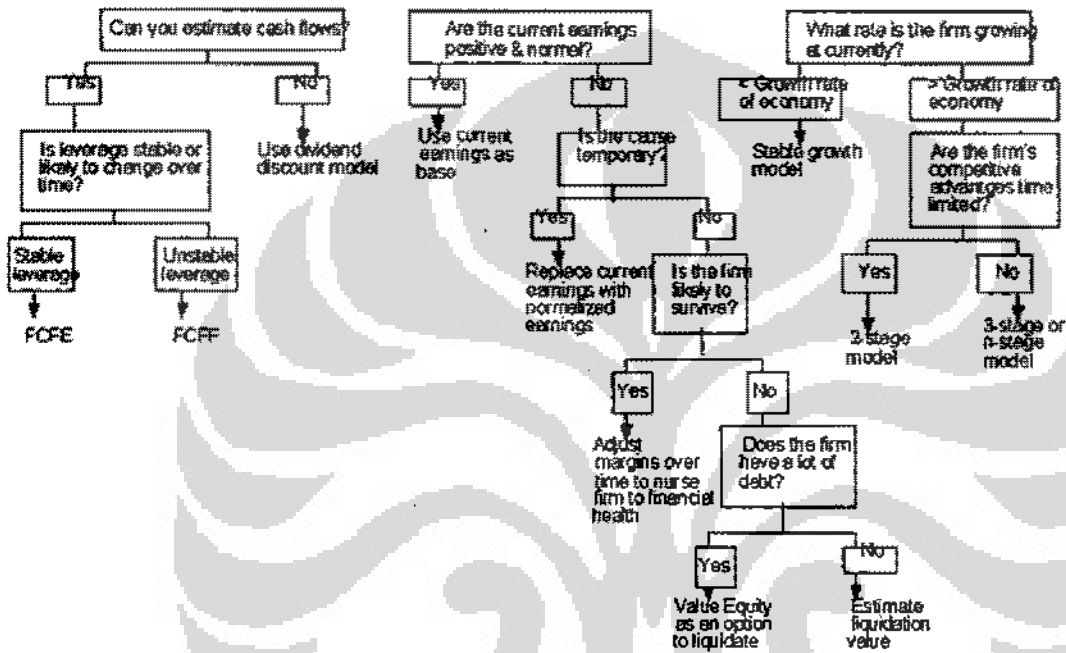 Can you estimate cash flows?
Yes
No
Is leverage stable or
likely to change over
time?
Use dividend
discount model
Stable
leverage
Unstable
leverage
FCFE
FCFF
Are the current earnings
positive & normal?
Yes
No
Use current
earnings as
base
Is the cause
temporary?
Yes
No
Replace current
earnings with
normalized
earnings
Is the firm
likely to
survive?
Yes
No
Adjust
margins over
time to nurse
firm to financial
health
Does the firm
have a lot of
debt?
Yes
No
Value Equity
as an option
to liquidate
Estimate
liquidation
value
What rate is the firm growing
at currently?
< Growth rate
of economy
> Growth rate of
economy
Stable growth
model
Are the firm's
competitive
advantages time
limited?
Yes
No
2-stage
model
3-stage or
n-stage
model